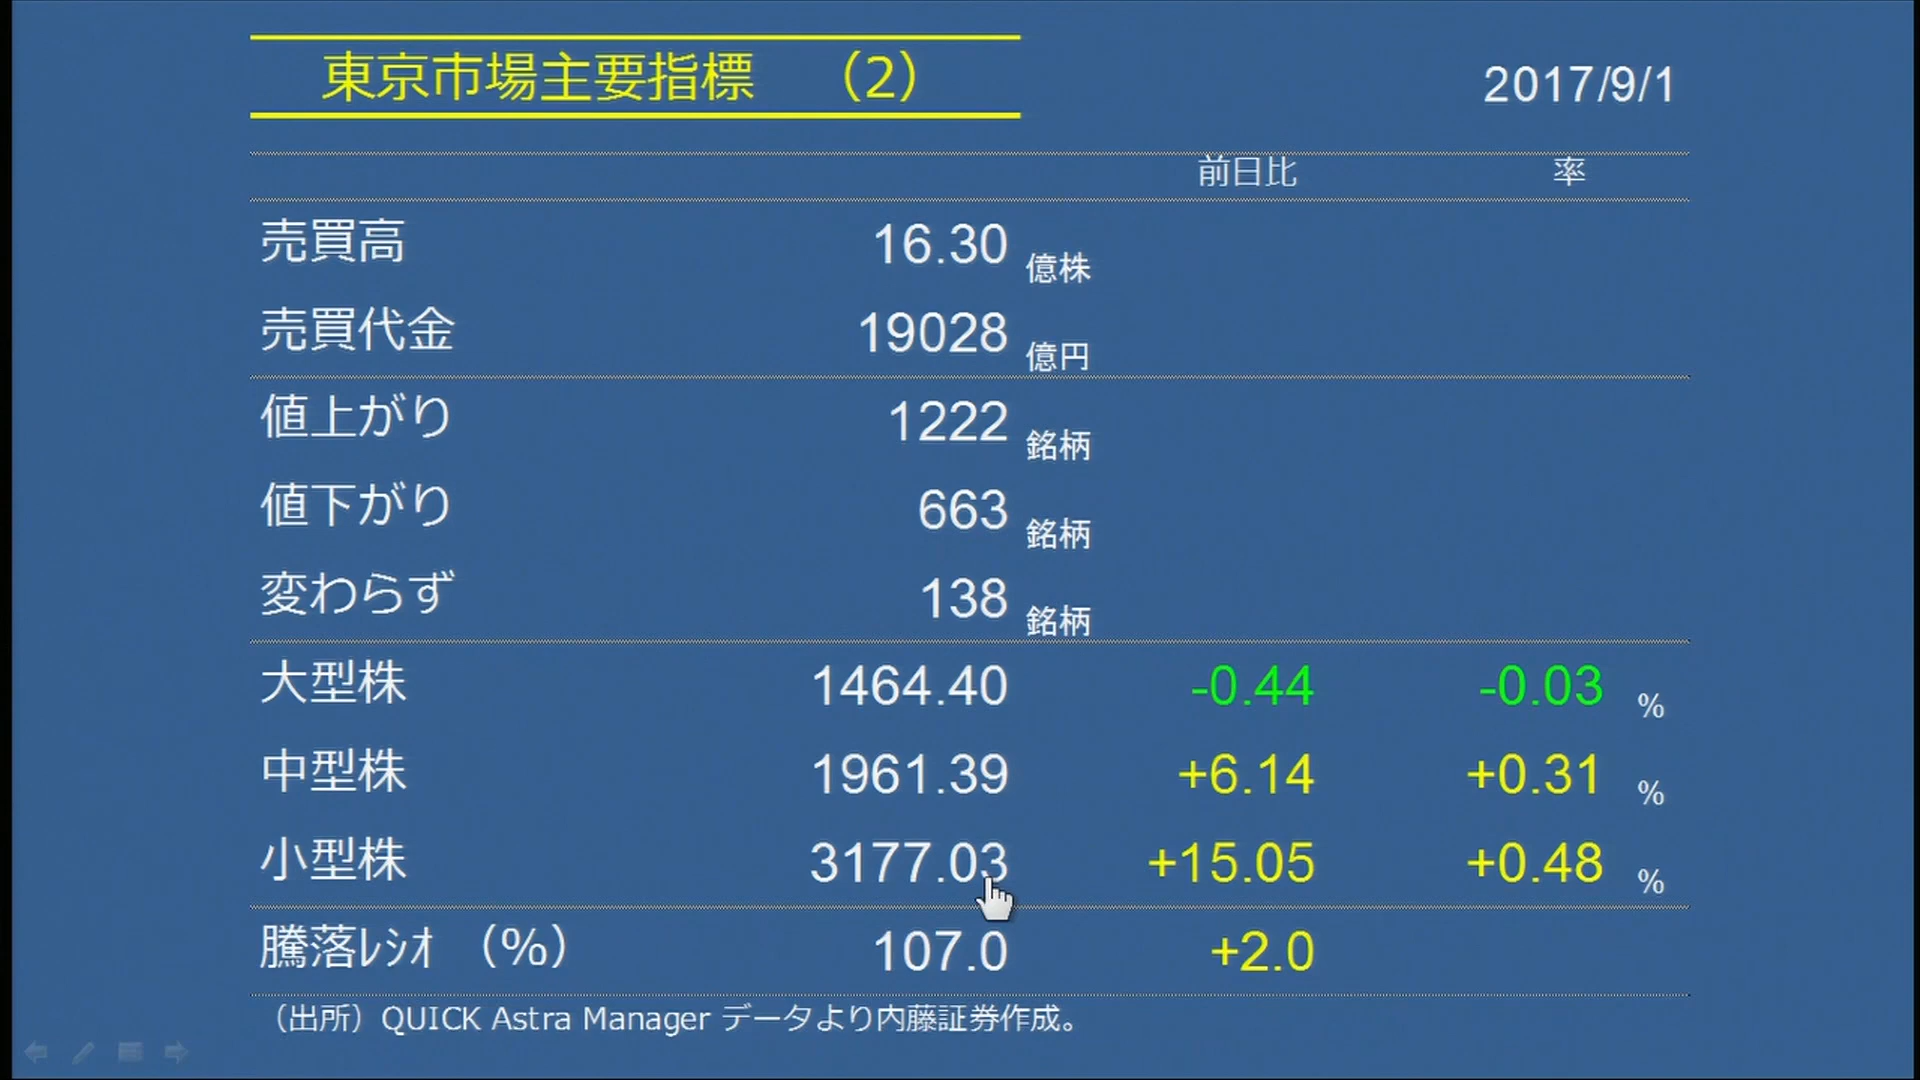 東京市場主要指標 （2）
2017/9/1
前日比 率
売買高 16.30 億株
売買代金 19028 億円
値上がり 1222 銘柄
値下がり 663 銘柄
変わらず 138 銘柄
大型株 1464.40 -0.44 -0.03 %
中型株 1961.39 +6.14 +0.31 %
小型株 3177.03 +15.05 +0.48 %
騰落ﾚｼｵ （%） 107.0 +2.0
（出所）QUICK Astra Manager データより内藤証券作成。